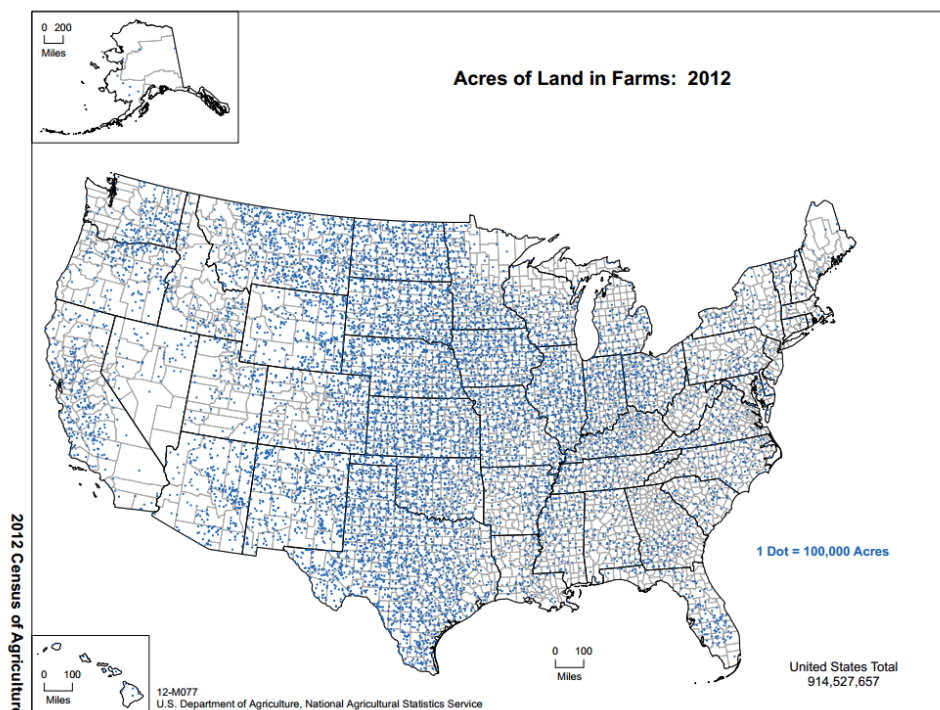 0 200
Miles
Acres of Land in Farms: 2012
1 Dot = 100,000 Acres
2012 Census of Agriculture
0 100
Miles
12-M077
U.S. Department of Agriculture, National Agricultural Statistics Service
0 100
Miles
United States Total
914,527,657